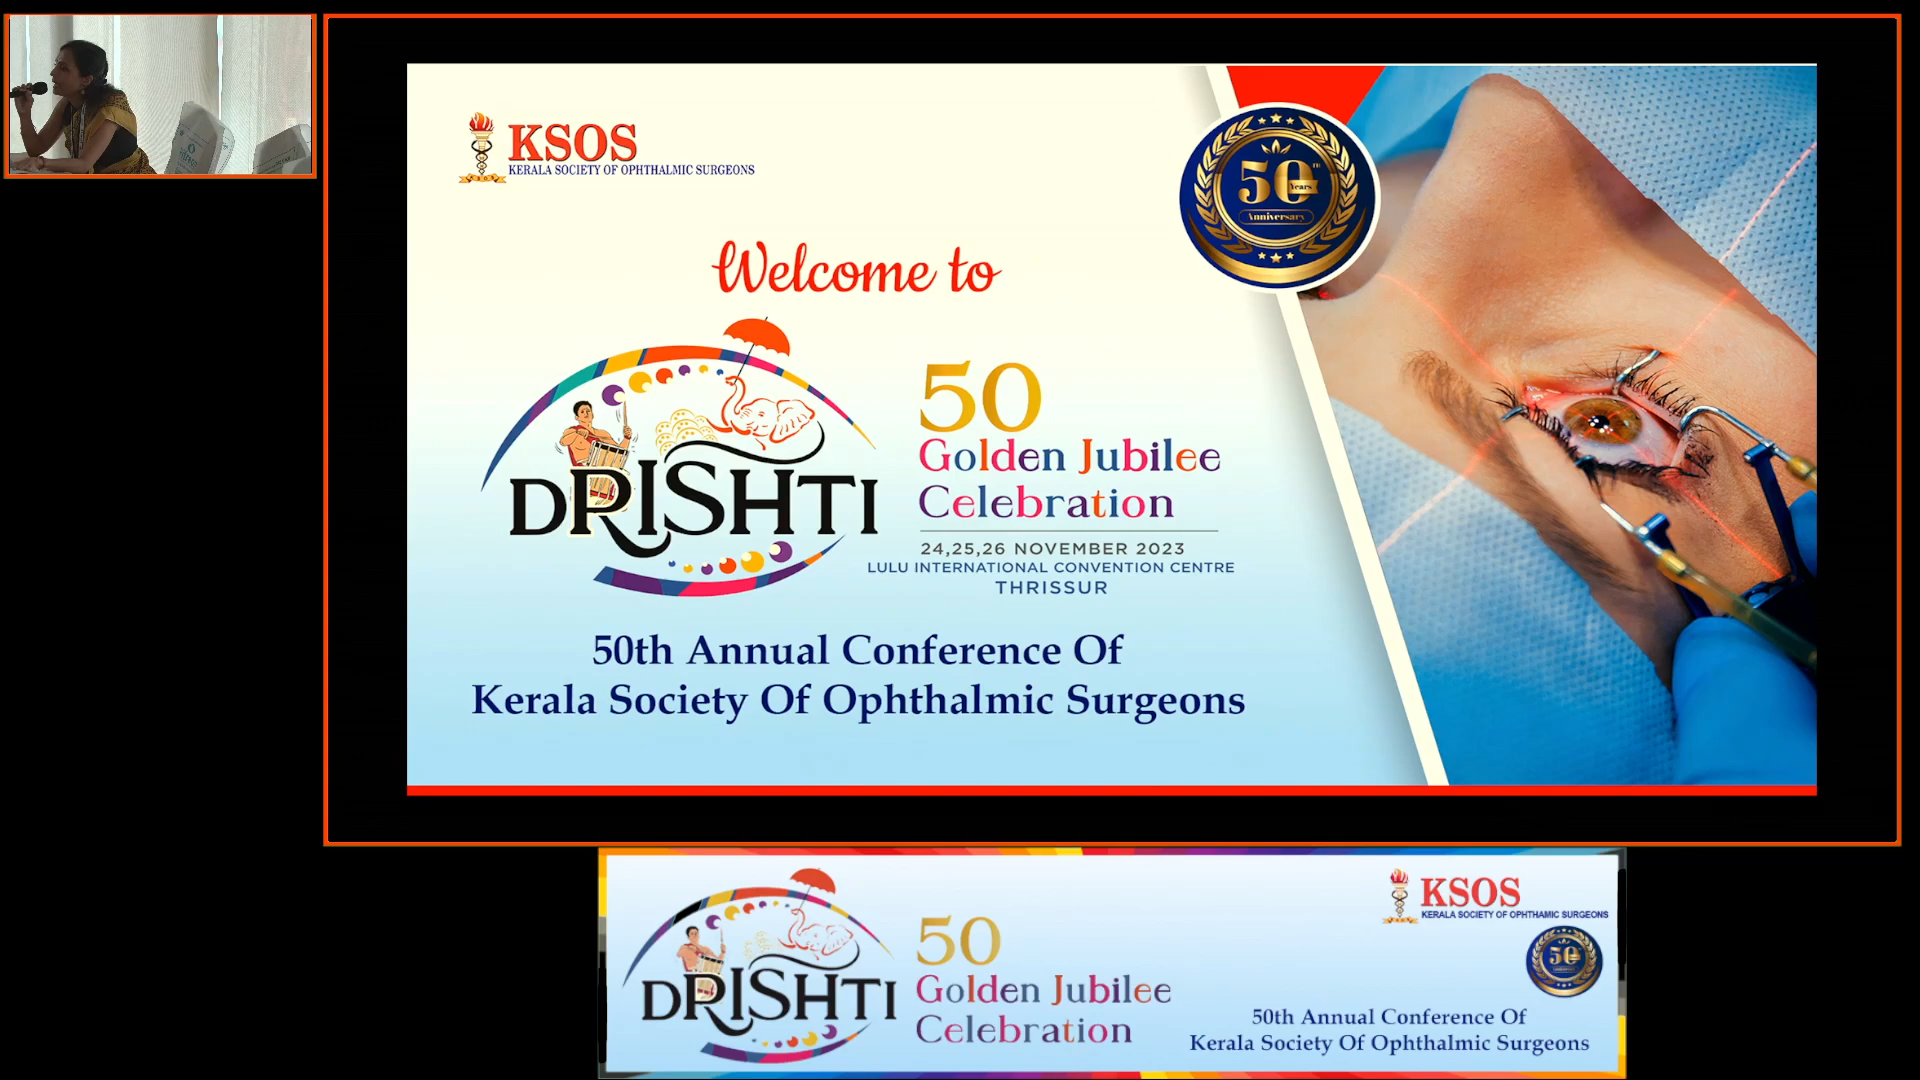 KSOS
KERALA SOCIETY OF OPHTHALMIC SURGEONS
50TH
Years
Anniversary
Welcome to
DRISHTI
50
Golden Jubilee
Celebration
24,25,26 NOVEMBER 2023
LULU INTERNATIONAL CONVENTION CENTRE
THRISSUR
50th Annual Conference Of
Kerala Society Of Ophthalmic Surgeons
DRISHTI
50
Golden Jubilee
Celebration
KSOS
KERALA SOCIETY OF OPHTHAMIC SURGEONS
50
50th Annual Conference Of
Kerala Society Of Ophthalmic Surgeons